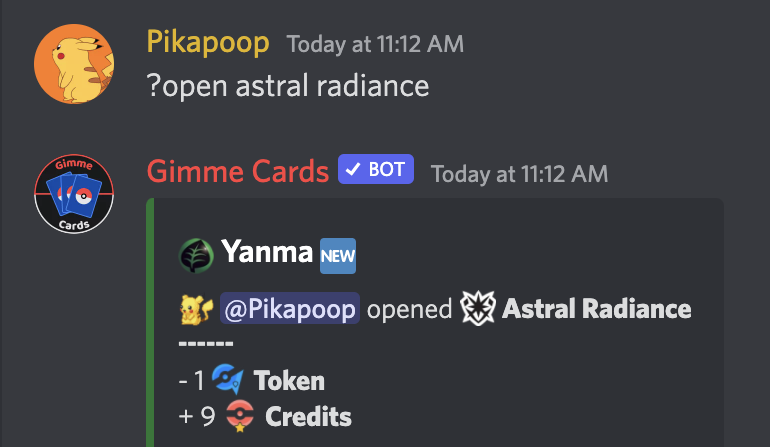 Pikapoop Today at 11:12 AM
?open astral radiance
Gimme
Cards
Gimme Cards ✓ BOT Today at 11:12 AM
Yanma NEW
@Pikapoop opened Astral Radiance
------
- 1 Token
+ 9 Credits